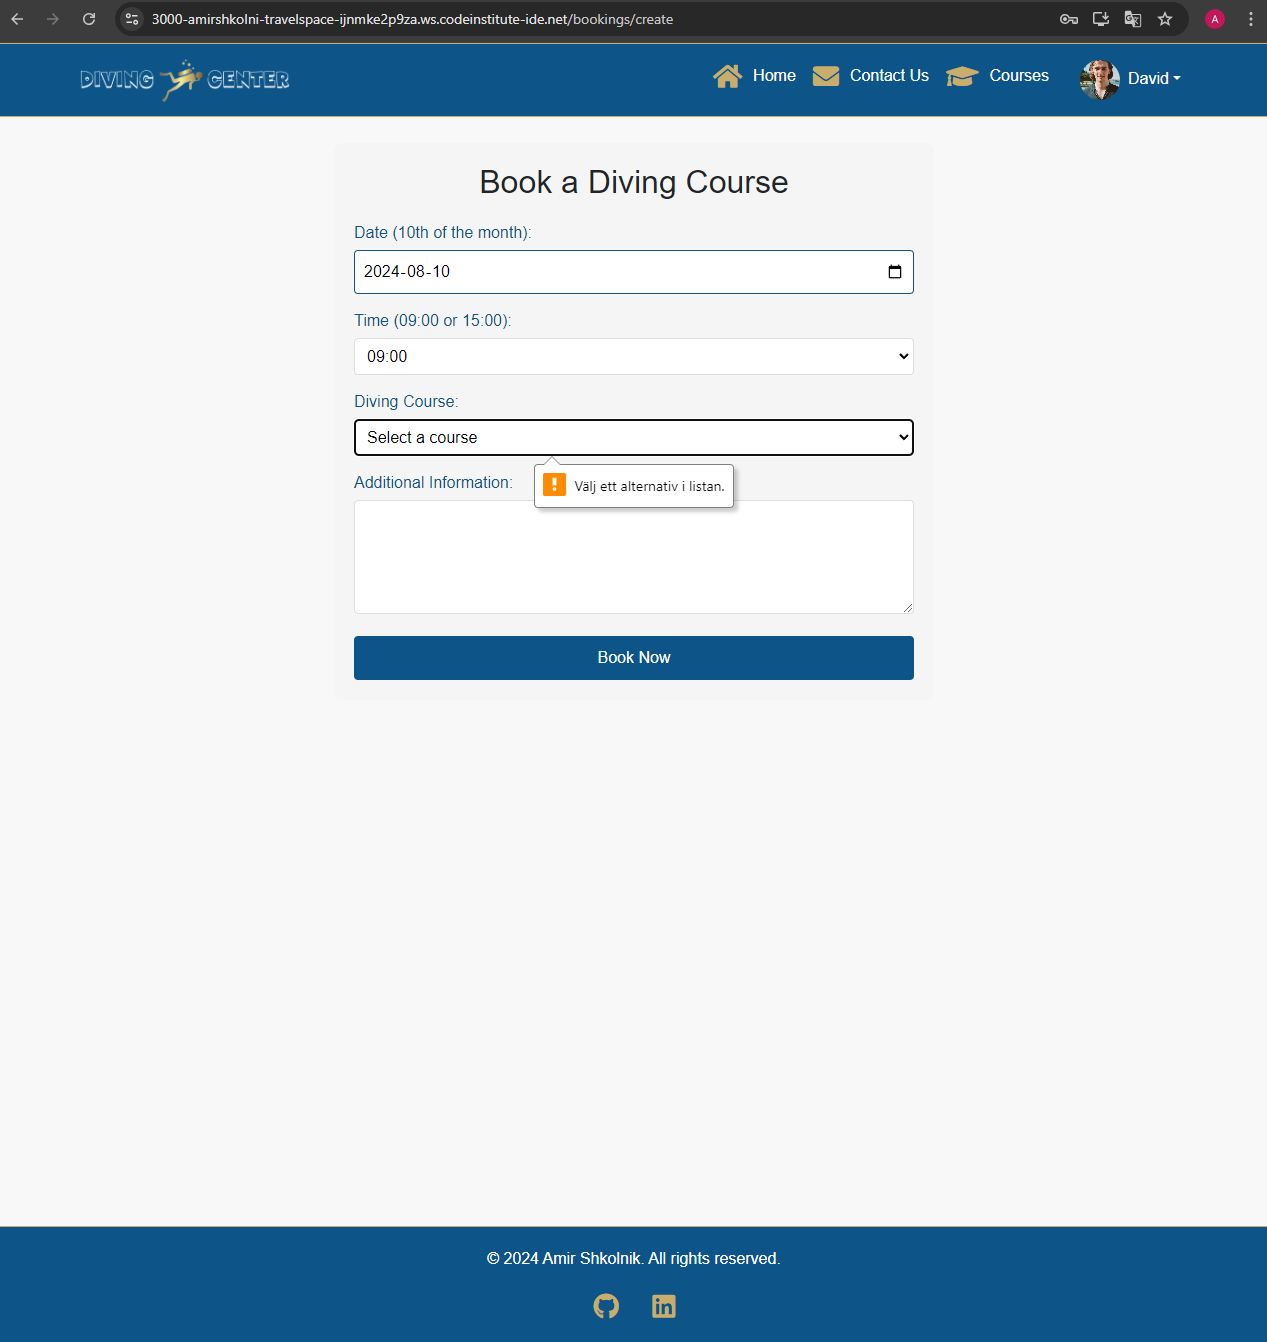 3000-amirshkolni-travelspace-ijnmke2p9za.ws.codeinstitute-ide.net/bookings/create
A
DIVING CENTER
Home
Contact Us
Courses
David
Book a Diving Course
Date (10th of the month):
2024-08-10
Time (09:00 or 15:00):
09:00
Diving Course:
Select a course
Välj ett alternativ i listan.
Additional Information:
Book Now
© 2024 Amir Shkolnik. All rights reserved.